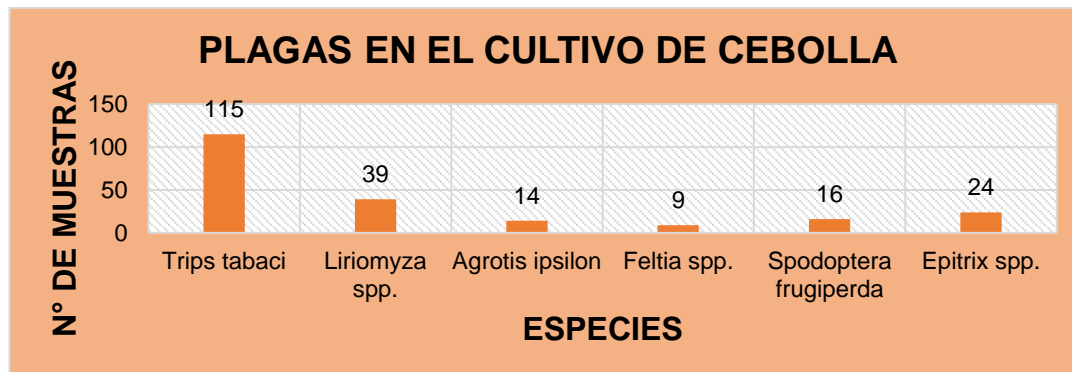 PLAGAS EN EL CULTIVO DE CEBOLLA
N° DE MUESTRAS
150
100
50
0
115
39
14
9
16
24
Trips tabaci
Liriomyza
spp.
Agrotis ipsilon
Feltia spp.
Spodoptera
frugiperda
Epitrix spp.
ESPECIES